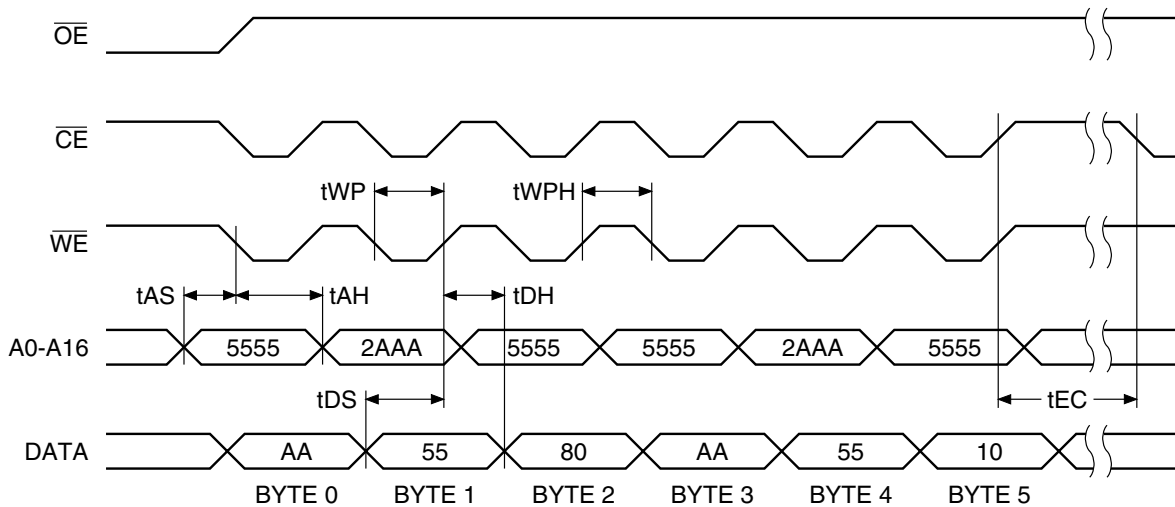 OE
CE
tWP tWPH
WE
tAS tAH tDH
A0-A16 5555 2AAA 5555 5555 2AAA 5555
tDS tEC
DATA AA 55 80 AA 55 10
BYTE 0 BYTE 1 BYTE 2 BYTE 3 BYTE 4 BYTE 5